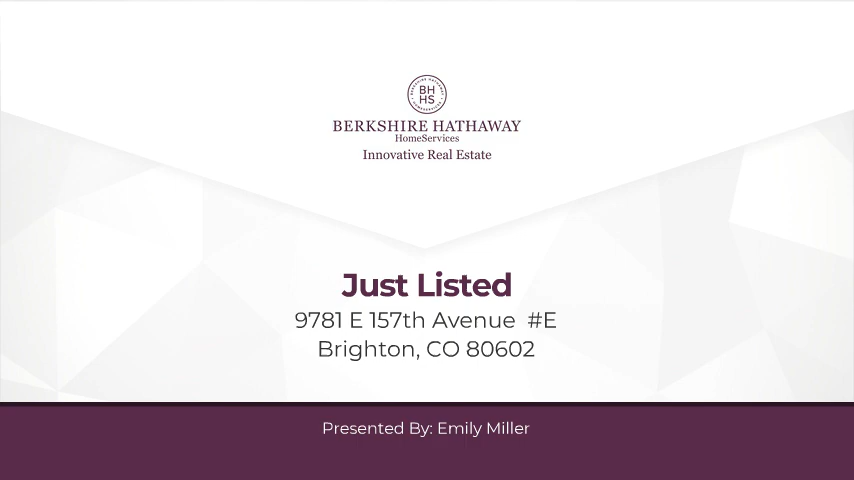 BH
HS
BERKSHIRE HATHAWAY
HomeServices
Innovative Real Estate
Just Listed
9781 E 157th Avenue  #E
Brighton, CO 80602
Presented By: Emily Miller